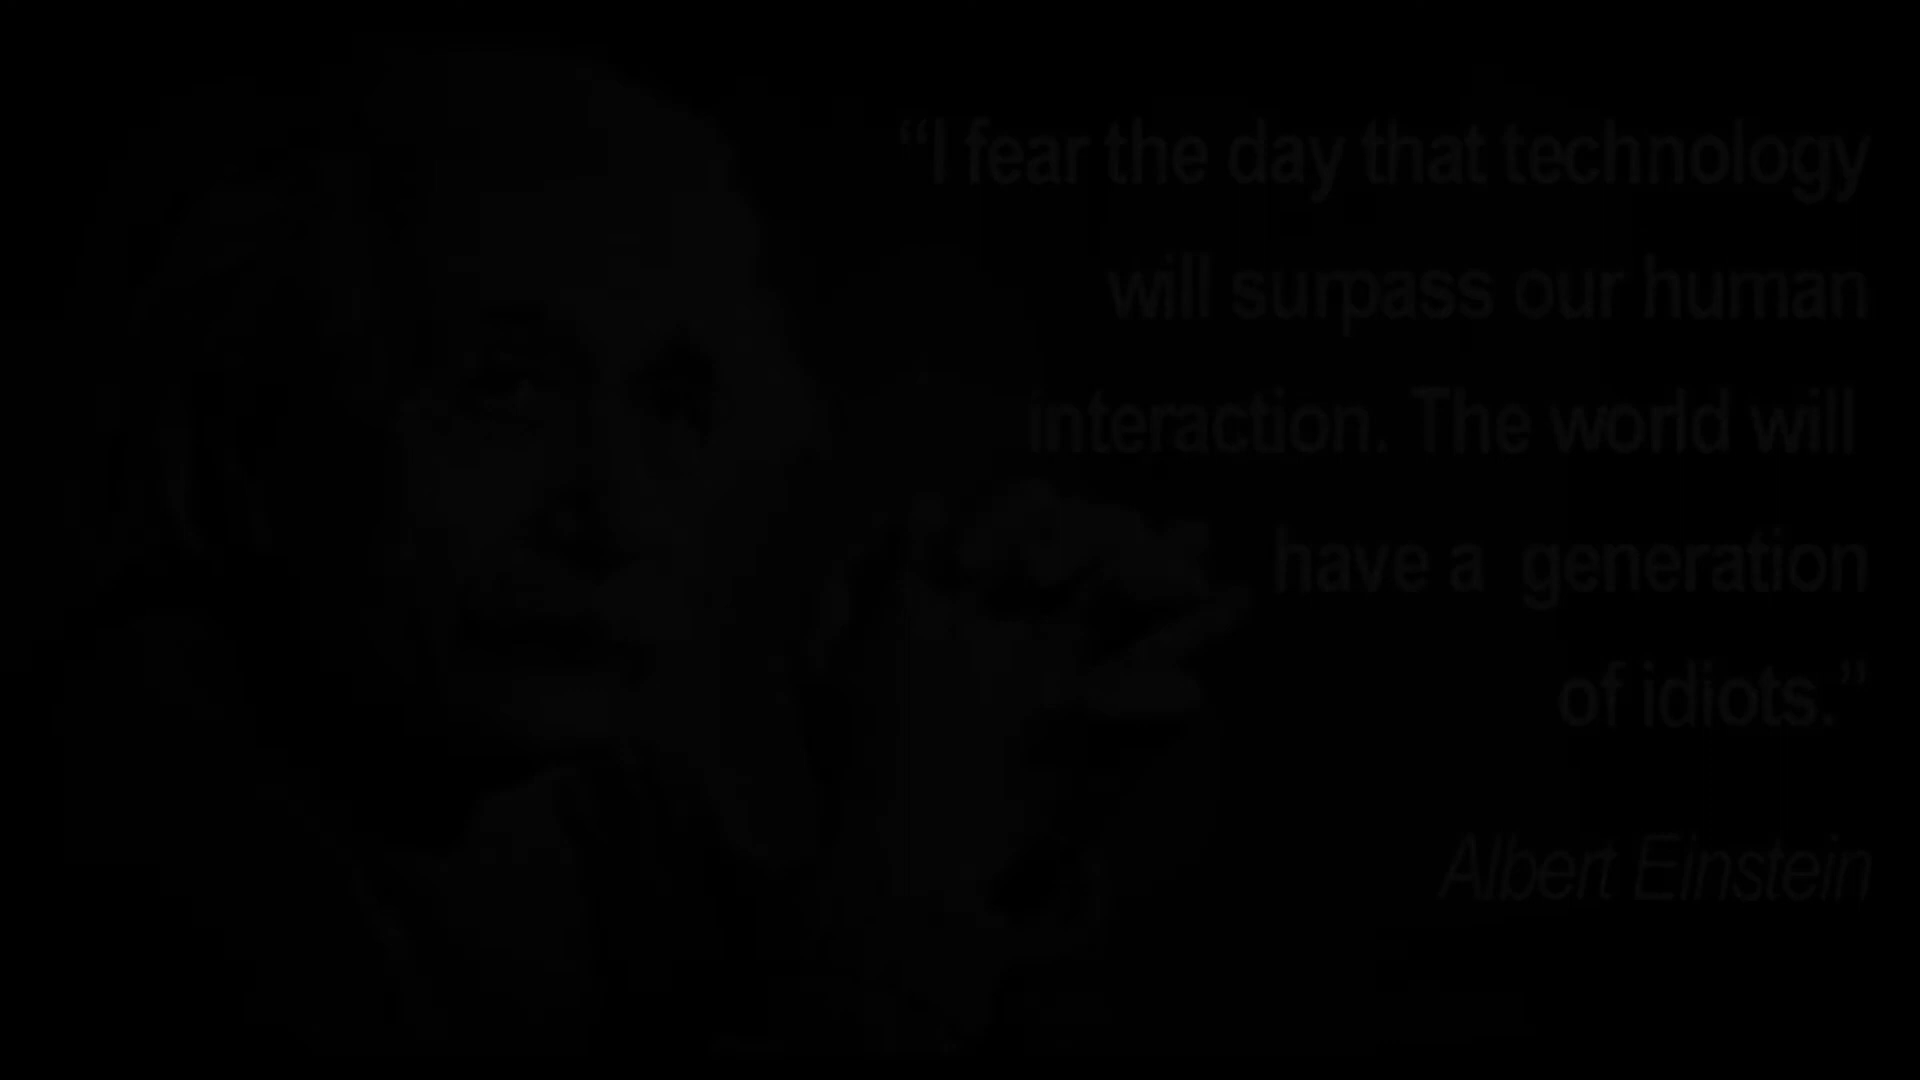 “I fear the day that technology
will surpass our human
interaction. The world will
have a  generation
of idiots.”
Albert Einstein